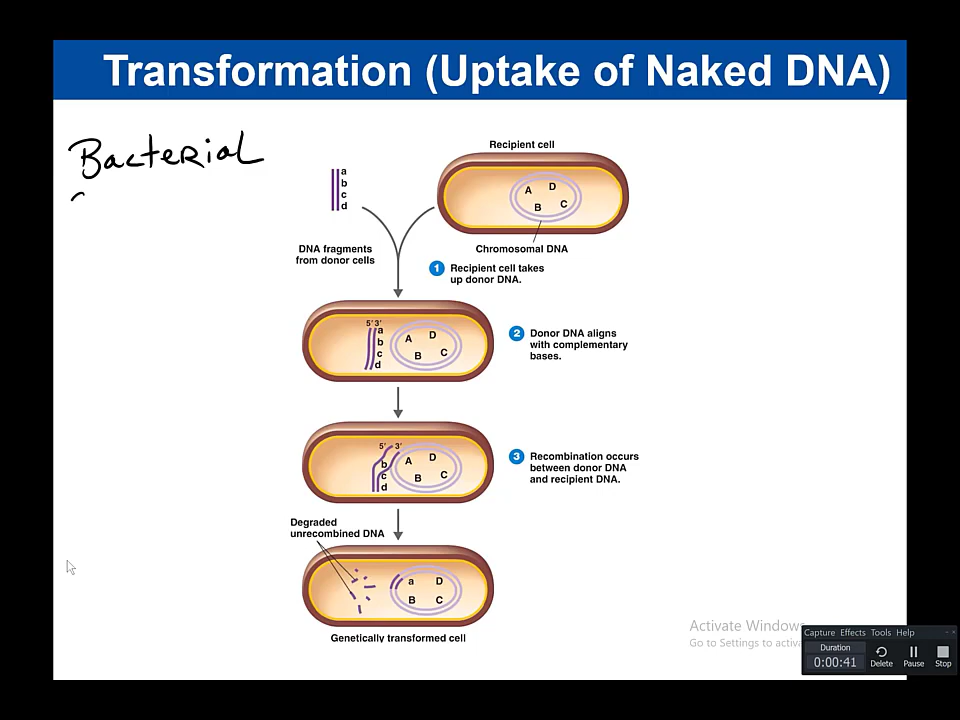 Transformation (Uptake of Naked DNA)
Bacterial
Recipient cell
a
b
c
d
A D
B C
DNA fragments
from donor cells
Chromosomal DNA
1 Recipient cell takes
up donor DNA.
5' 3'
a
b
c
d
A D
B C
2 Donor DNA aligns
with complementary
bases.
5' 3'
b
c
d
A D
B C
3 Recombination occurs
between donor DNA
and recipient DNA.
Degraded
unrecombined DNA
a D
B C
Genetically transformed cell
Activate Windows
Go to Settings to activ
Capture Effects Tools Help
Duration
0:00:41
Delete Pause Stop